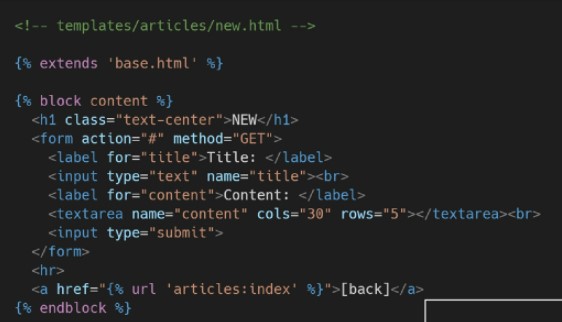 <!-- templates/articles/new.html -->
{% extends 'base.html' %}
{% block content %}
<h1 class="text-center">NEW</h1>
<form action="#" method="GET">
<label for="title">Title: </label>
<input type="text" name="title"><br>
<label for="content">Content: </label>
<textarea name="content" cols="30" rows="5"></textarea><br>
<input type="submit">
</form>
<hr>
<a href="{% url 'articles:index' %}">[back]</a>
{% endblock %}